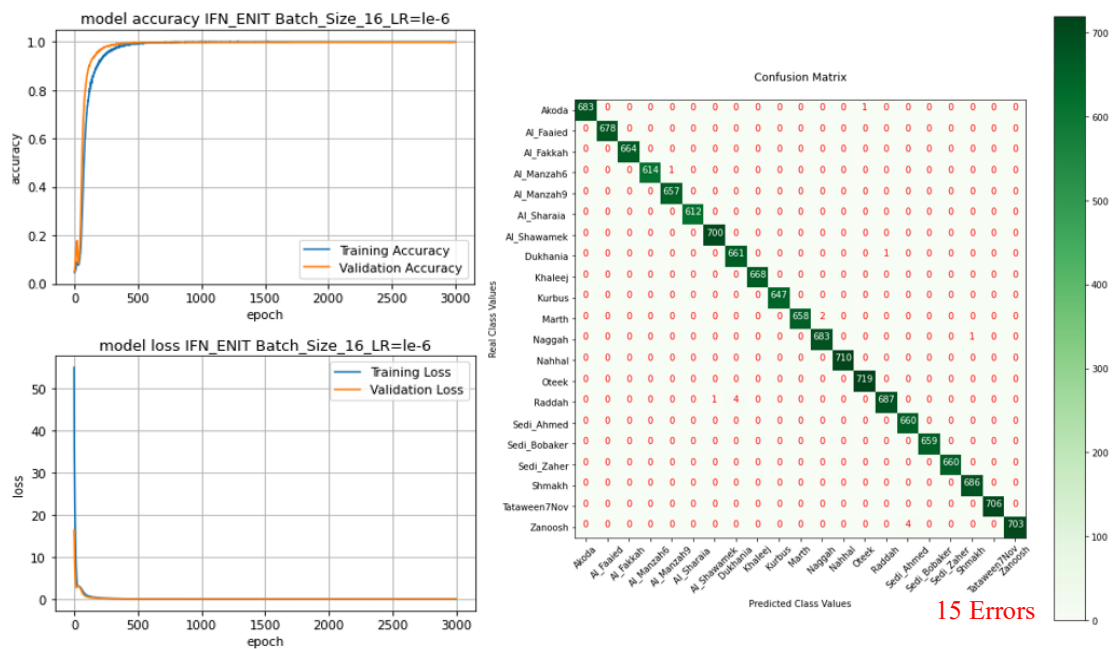 model accuracy IFN_ENIT Batch_Size_16_LR=le-6
accuracy
1.0
0.8
0.6
0.4
0.2
0.0
Training Accuracy
Validation Accuracy
0 500 1000 1500 2000 2500 3000
epoch
model loss IFN_ENIT Batch_Size_16_LR=le-6
loss
50
40
30
20
10
0
Training Loss
Validation Loss
0 500 1000 1500 2000 2500 3000
epoch
Confusion Matrix
Real Class Values
Akoda 683 0 0 0 0 0 0 0 0 0 0 0 0 1 0 0 0 0 0 0 0
Al_Faaied 0 678 0 0 0 0 0 0 0 0 0 0 0 0 0 0 0 0 0 0 0
Al_Fakkah 0 0 664 0 0 0 0 0 0 0 0 0 0 0 0 0 0 0 0 0 0
Al_Manzah6 0 0 0 614 1 0 0 0 0 0 0 0 0 0 0 0 0 0 0 0 0
Al_Manzah9 0 0 0 0 657 0 0 0 0 0 0 0 0 0 0 0 0 0 0 0 0
Al_Sharaia 0 0 0 0 0 612 0 0 0 0 0 0 0 0 0 0 0 0 0 0 0
Al_Shawamek 0 0 0 0 0 0 700 0 0 0 0 0 0 0 0 0 0 0 0 0 0
Dukhania 0 0 0 0 0 0 0 661 0 0 0 0 0 0 1 0 0 0 0 0 0
Khaleej 0 0 0 0 0 0 0 0 668 0 0 0 0 0 0 0 0 0 0 0 0
Kurbus 0 0 0 0 0 0 0 0 0 647 0 0 0 0 0 0 0 0 0 0 0
Marth 0 0 0 0 0 0 0 0 0 0 658 2 0 0 0 0 0 0 0 0 0
Naggah 0 0 0 0 0 0 0 0 0 0 0 683 0 0 0 0 0 0 1 0 0
Nahhal 0 0 0 0 0 0 0 0 0 0 0 0 710 0 0 0 0 0 0 0 0
Oteek 0 0 0 0 0 0 0 0 0 0 0 0 0 719 0 0 0 0 0 0 0
Raddah 0 0 0 0 0 0 1 4 0 0 0 0 0 0 687 0 0 0 0 0 0
Sedi_Ahmed 0 0 0 0 0 0 0 0 0 0 0 0 0 0 0 660 0 0 0 0 0
Sedi_Bobaker 0 0 0 0 0 0 0 0 0 0 0 0 0 0 0 0 659 0 0 0 0
Sedi_Zaher 0 0 0 0 0 0 0 0 0 0 0 0 0 0 0 0 0 660 0 0 0
Shmakh 0 0 0 0 0 0 0 0 0 0 0 0 0 0 0 0 0 0 686 0 0
Tataween7Nov 0 0 0 0 0 0 0 0 0 0 0 0 0 0 0 0 0 0 0 706 0
Zanoosh 0 0 0 0 0 0 0 0 0 0 0 0 0 0 0 4 0 0 0 0 703
Akoda Al_Faaied Al_Fakkah Al_Manzah6 Al_Manzah9 Al_Sharaia Al_Shawamek Dukhania Khaleej Kurbus Marth Naggah Nahhal Oteek Raddah Sedi_Ahmed Sedi_Bobaker Sedi_Zaher Shmakh Tataween7Nov Zanoosh
Predicted Class Values
15 Errors
700
600
500
400
300
200
100
0